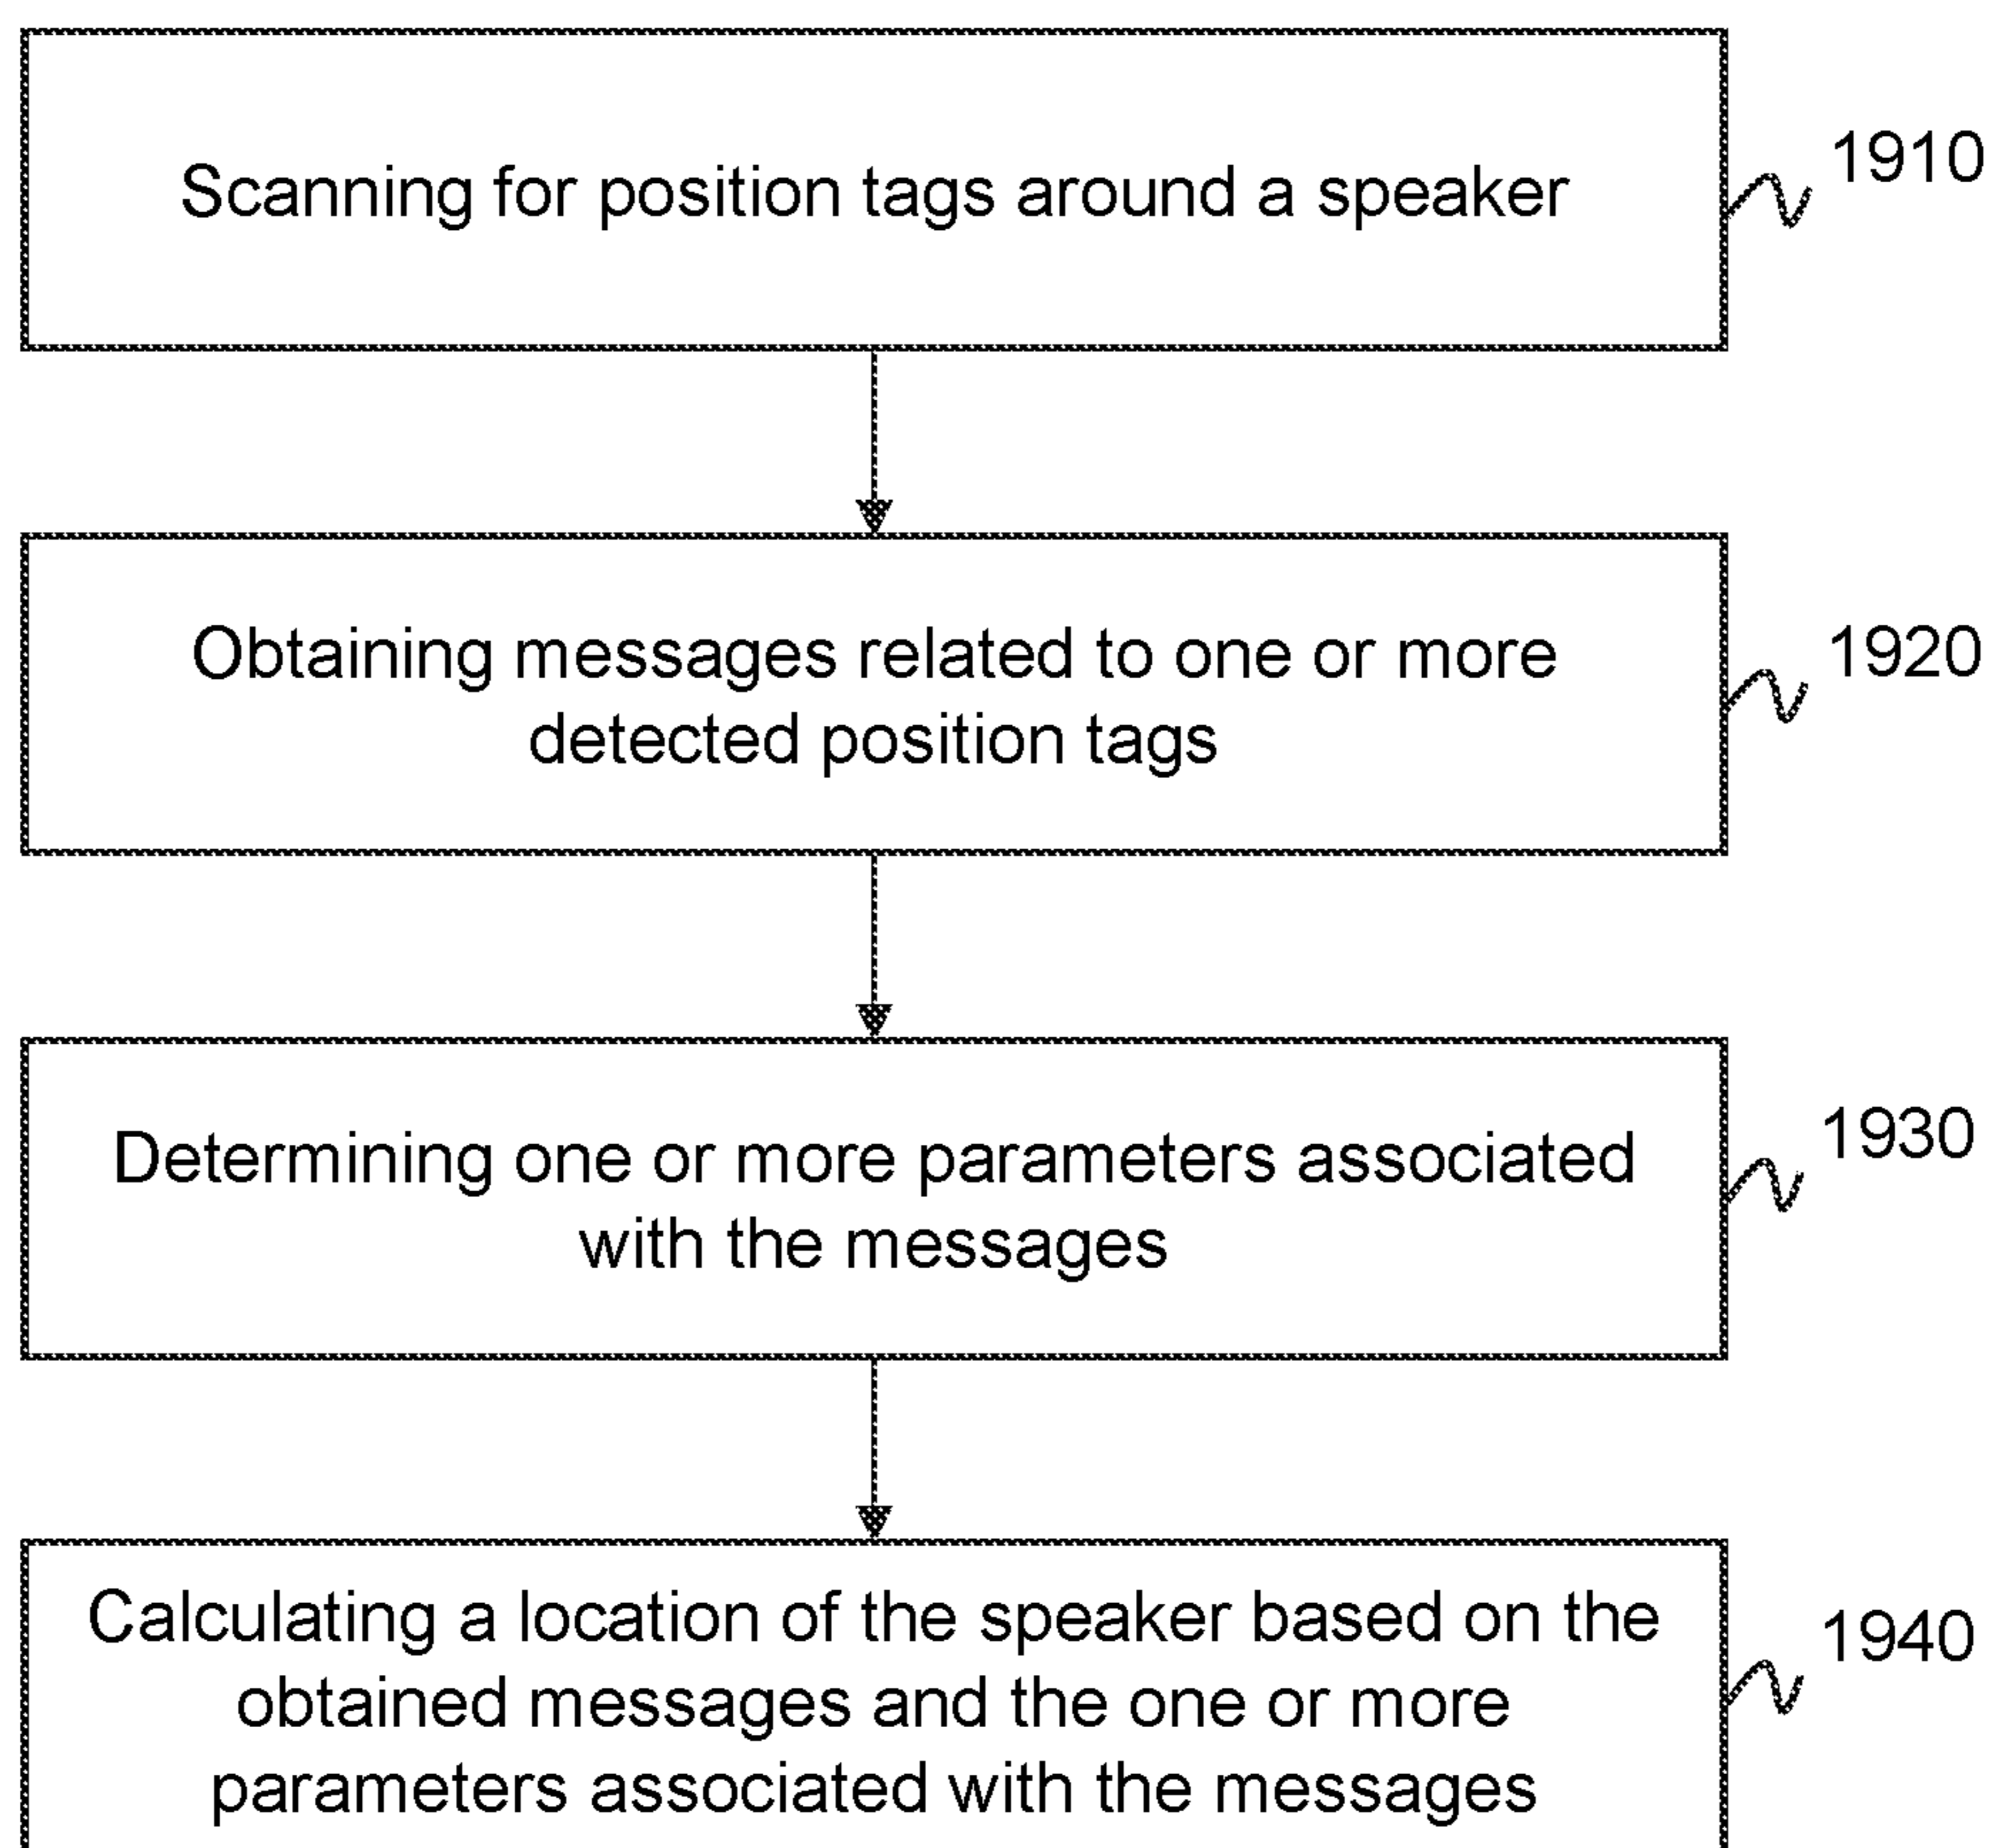 Scanning for position tags around a speaker
1910
Obtaining messages related to one or more
detected position tags
1920
Determining one or more parameters associated
with the messages
1930
Calculating a location of the speaker based on the
obtained messages and the one or more
parameters associated with the messages
1940